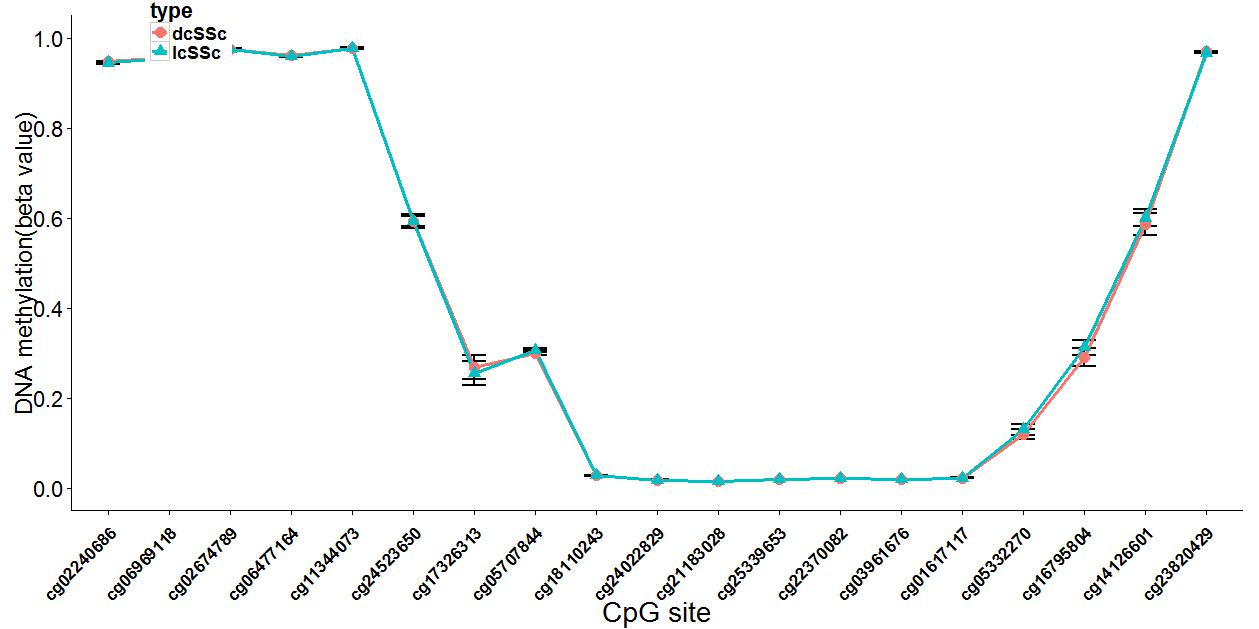 type
dcSSc
lcSSc
DNA methylation(beta value)
1.0
0.8
0.6
0.4
0.2
0.0
cg02240686
cg06969118
cg02674789
cg06477164
cg11344073
cg24523650
cg17326313
cg05707844
cg18110243
cg24022829
cg21183028
cg25539653
cg22370082
cg03961676
cg01617117
cg05332270
cg16795804
cg14126601
cg23820429
CpG site